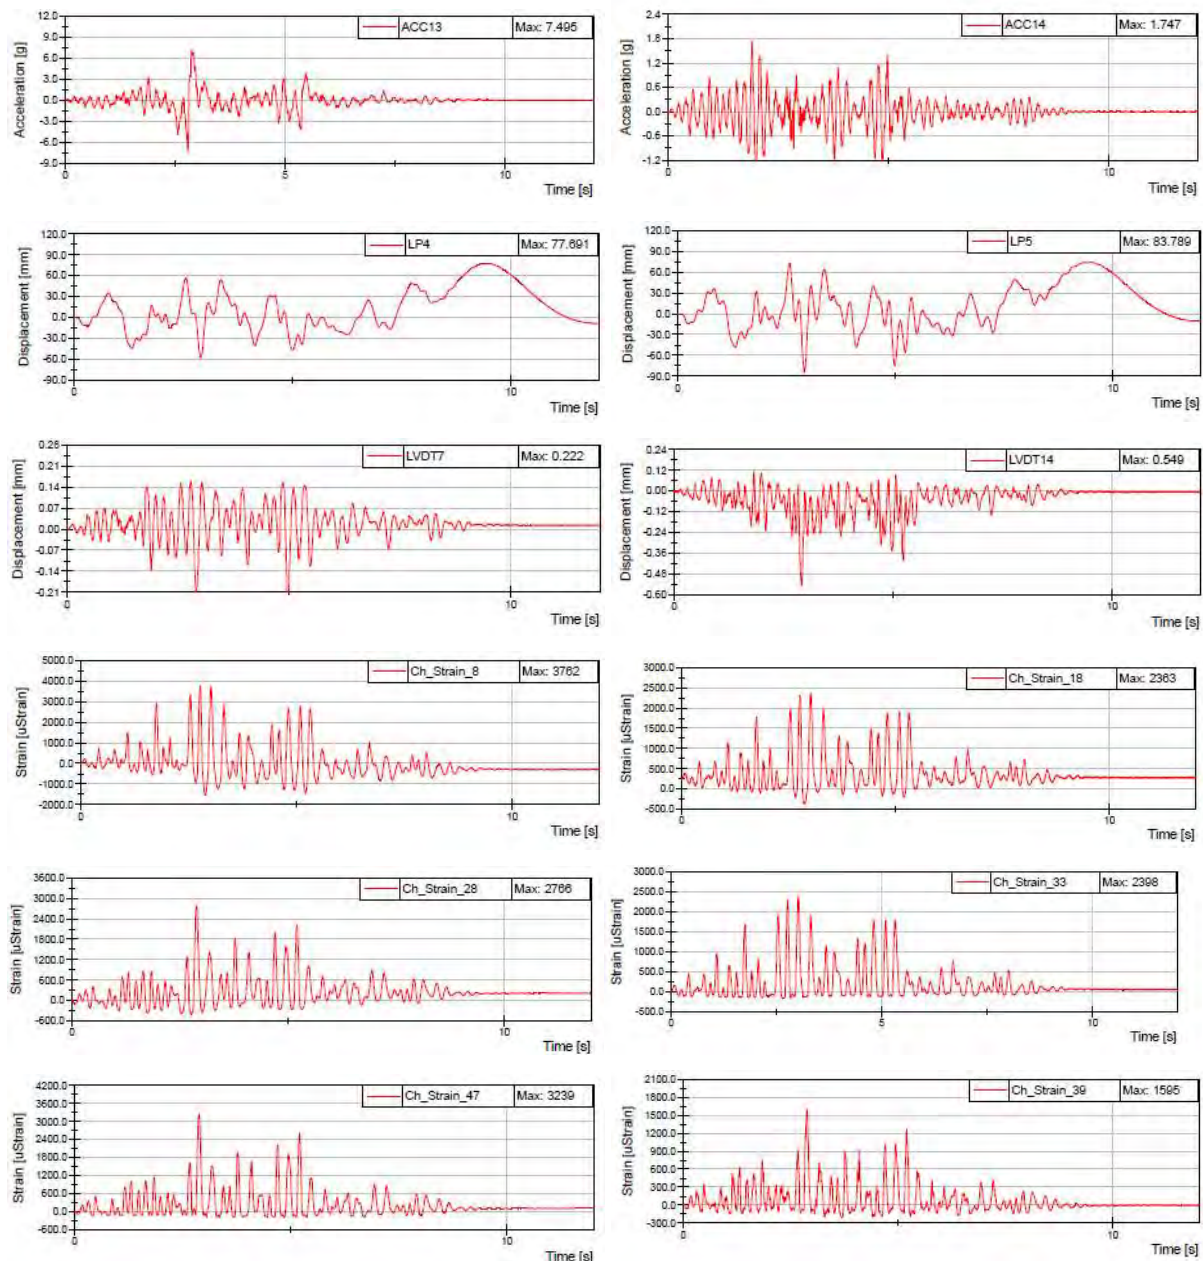 ACC13 Max: 7.495
Acceleration [g]
12.0
9.0
6.0
3.0
0.0
-3.0
-6.0
-9.0
0 5 10
Time [s]
ACC14 Max: 1.747
Acceleration [g]
2.4
1.8
1.2
0.6
0.0
-0.6
-1.2
0 10
Time [s]
LP4 Max: 77.691
Displacement [mm]
120.0
90.0
60.0
30.0
0.0
-30.0
-60.0
-90.0
0 10
Time [s]
LP5 Max: 83.789
Displacement [mm]
120.0
90.0
60.0
30.0
0.0
-30.0
-60.0
-90.0
0 10
Time [s]
LVDT7 Max: 0.222
Displacement [mm]
0.28
0.21
0.14
0.07
0.00
-0.07
-0.14
-0.21
0 10
Time [s]
LVDT14 Max: 0.549
Displacement [mm]
0.24
0.12
0.00
-0.12
-0.24
-0.36
-0.48
-0.60
0 10
Time [s]
Ch_Strain_8 Max: 3762
Strain [uStrain]
5000.0
4000.0
3000.0
2000.0
1000.0
0.0
-1000.0
-2000.0
0 10
Time [s]
Ch_Strain_18 Max: 2363
Strain [uStrain]
3000.0
2500.0
2000.0
1500.0
1000.0
500.0
0.0
-500.0
0 10
Time [s]
Ch_Strain_28 Max: 2766
Strain [uStrain]
3600.0
3000.0
2400.0
1800.0
1200.0
600.0
0.0
-600.0
0 10
Time [s]
Ch_Strain_33 Max: 2398
Strain [uStrain]
3000.0
2500.0
2000.0
1500.0
1000.0
500.0
0.0
-500.0
0 5 10
Time [s]
Ch_Strain_47 Max: 3239
Strain [uStrain]
4200.0
3600.0
3000.0
2400.0
1800.0
1200.0
600.0
0.0
-600.0
0 10
Time [s]
Ch_Strain_39 Max: 1595
Strain [uStrain]
2100.0
1800.0
1500.0
1200.0
900.0
600.0
300.0
0.0
-300.0
0 10
Time [s]